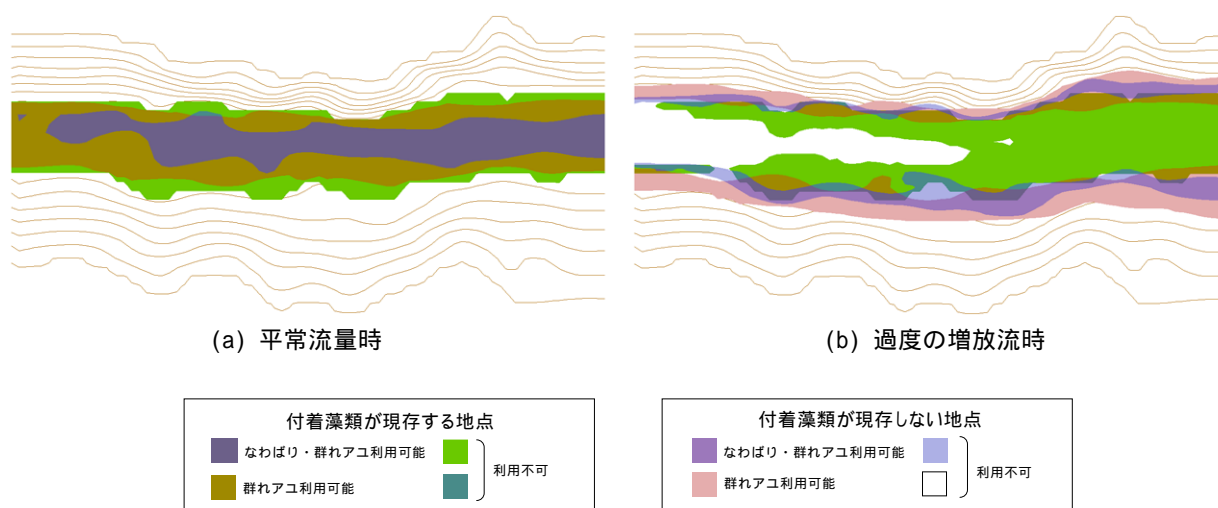 (a) 平常流量時
(b) 過度の増放流時
付着藻類が現存する地点
なわばり・群れアユ利用可能
群れアユ利用可能
利用不可
付着藻類が現存しない地点
なわばり・群れアユ利用可能
群れアユ利用可能
利用不可